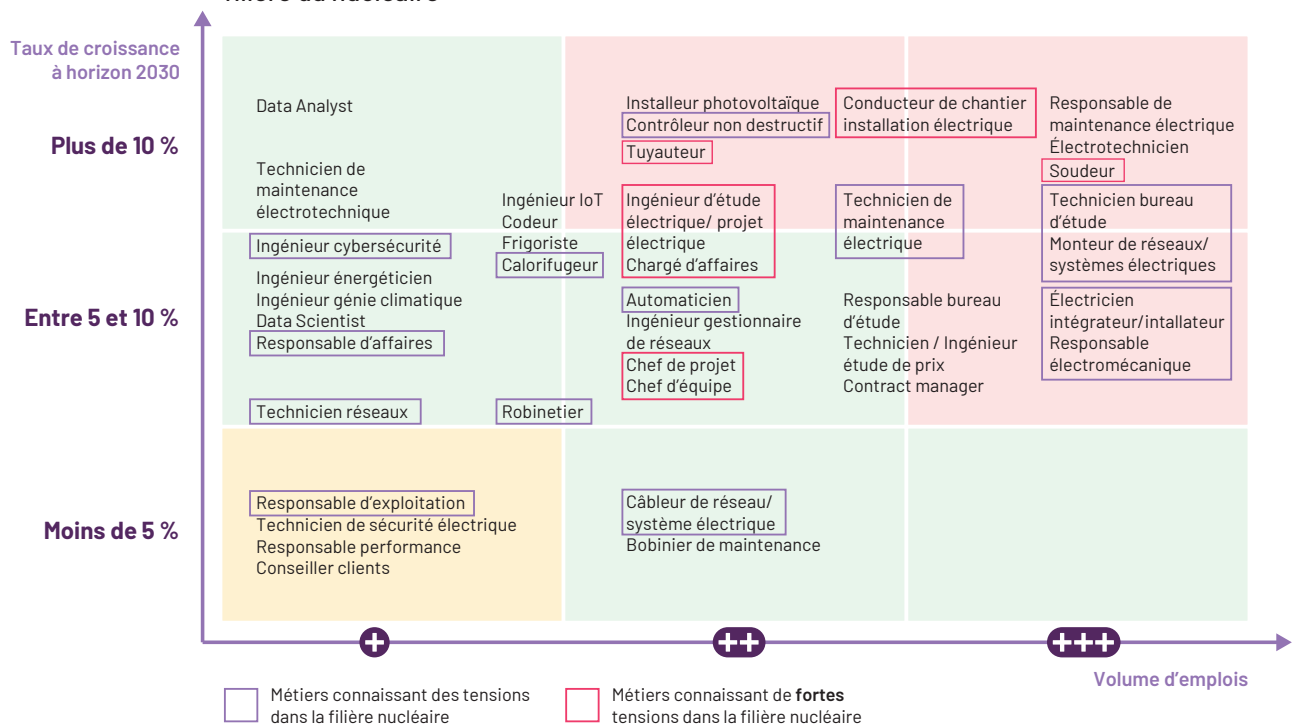 Taux de croissance
à horizon 2030
Plus de 10 %
Entre 5 et 10 %
Moins de 5 %
Data Analyst
Technicien de
maintenance
électrotechnique
Ingénieur cybersécurité
Ingénieur énergéticien
Ingénieur génie climatique
Data Scientist
Responsable d'affaires
Technicien réseaux
Ingénieur IoT
Codeur
Frigoriste
Calorifugeur
Robinetier
Installeur photovoltaïque
Contrôleur non destructif
Tuyauteur
Ingénieur d'étude
électrique/ projet
électrique
Chargé d'affaires
Automaticien
Ingénieur gestionnaire
de réseaux
Chef de projet
Chef d'équipe
Conducteur de chantier
installation électrique
Technicien de
maintenance
électrique
Responsable bureau
d'étude
Technicien / Ingénieur
étude de prix
Contract manager
Responsable de
maintenance électrique
Électrotechnicien
Soudeur
Technicien bureau
d'étude
Monteur de réseaux/
systèmes électriques
Électricien
intégrateur/intallateur
Responsable
électromécanique
Responsable d'exploitation
Technicien de sécurité électrique
Responsable performance
Conseiller clients
Câbleur de réseau/
système électrique
Bobinier de maintenance
+
++
+++
Volume d'emplois
Métiers connaissant des tensions
dans la filière nucléaire
Métiers connaissant de fortes
tensions dans la filière nucléaire